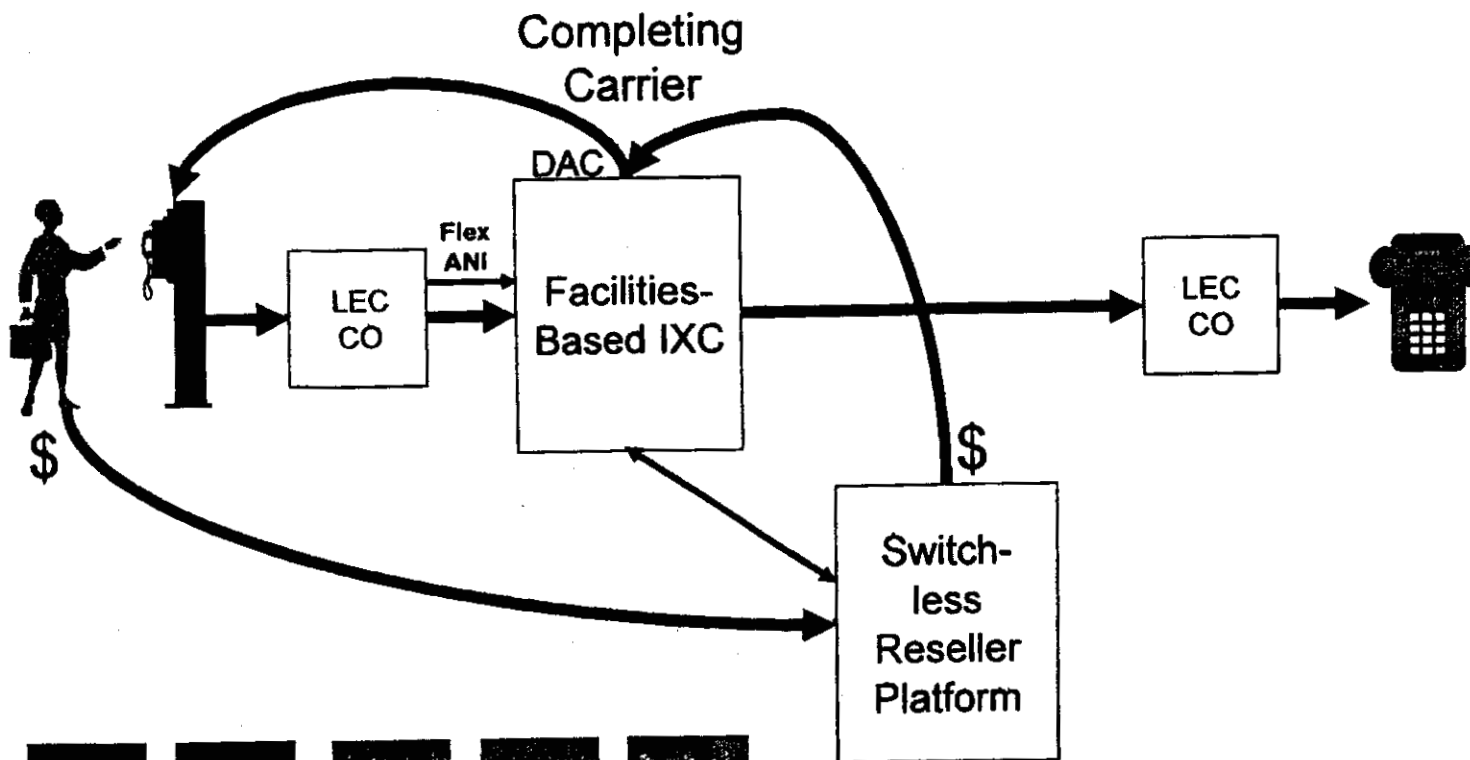 Completing
Carrier
DAC
Flex
ANI
LEC
CO
Facilities-
Based IXC
LEC
CO
$
$
Switch-
less
Reseller
Platform